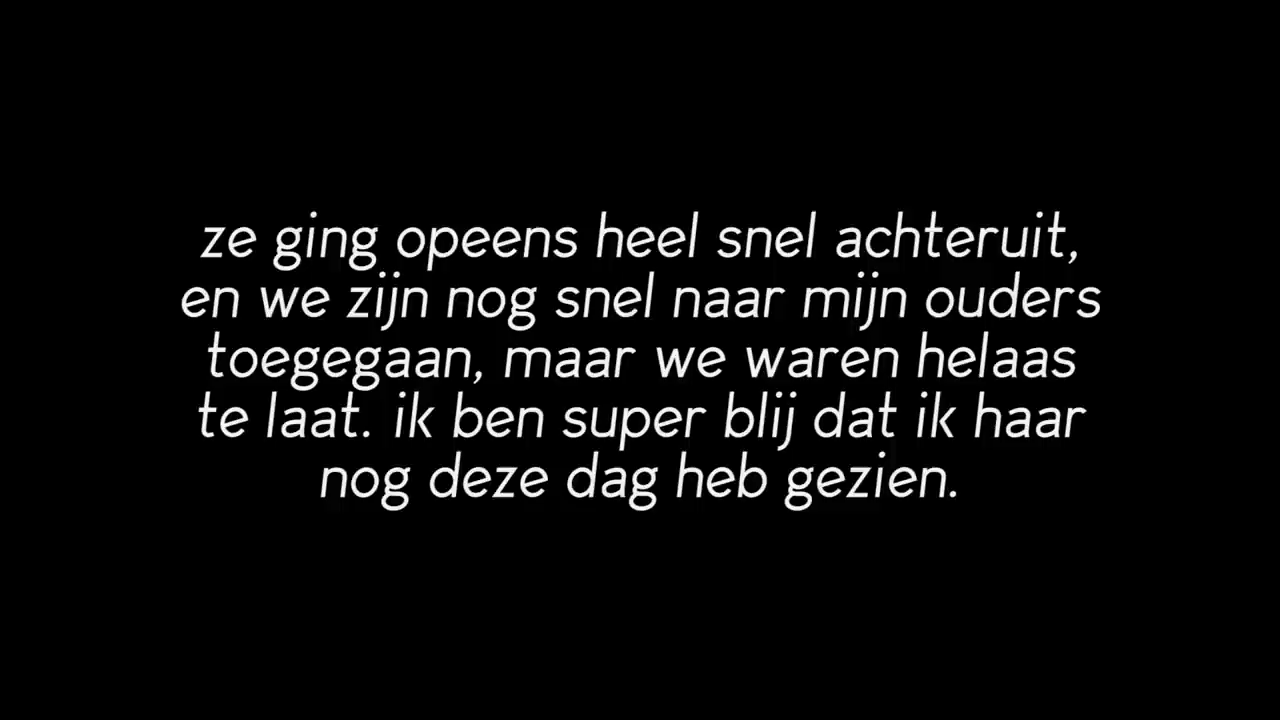 ze ging opeens heel snel achteruit,
en we zijn nog snel naar mijn ouders
toegegaan, maar we waren helaas
te laat. ik ben super blij dat ik haar
nog deze dag heb gezien.